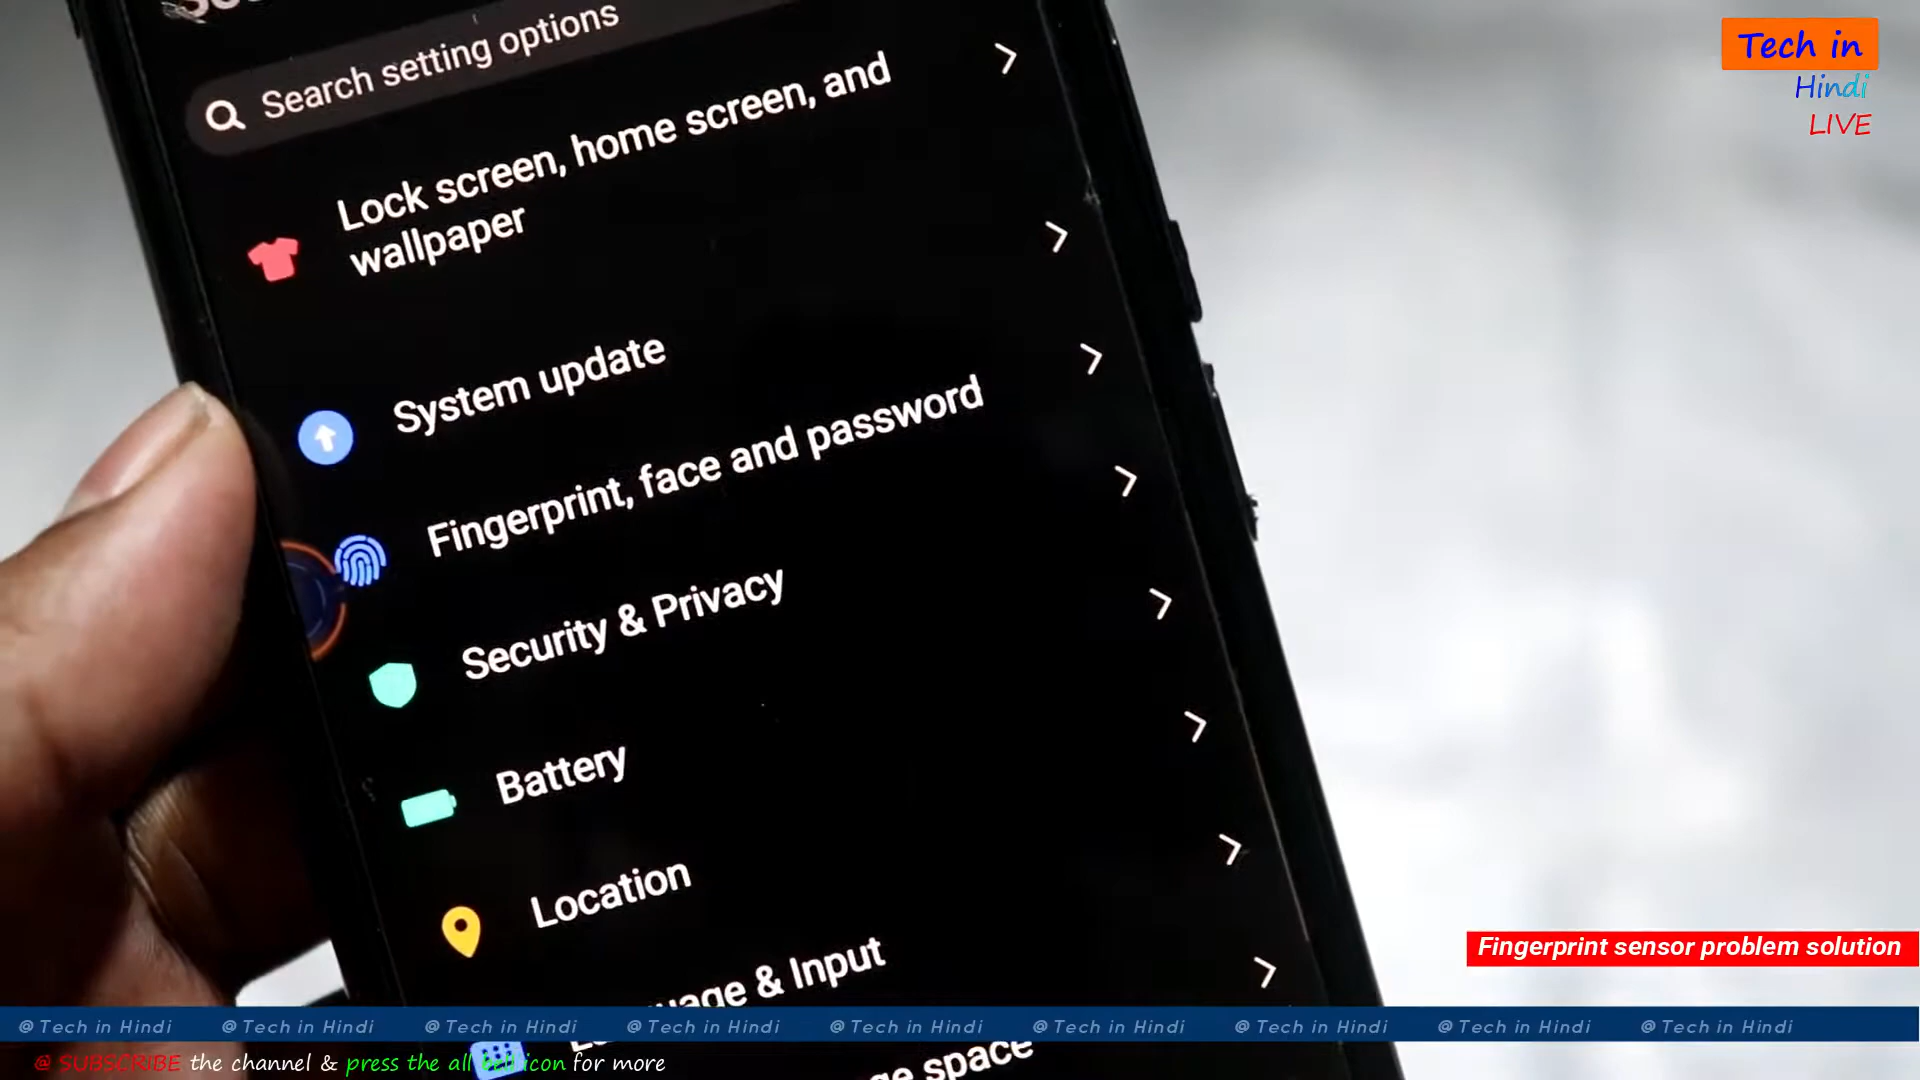 Search setting options
Lock screen, home screen, and
wallpaper
System update
Fingerprint, face and password
Security & Privacy
Battery
Location
& Input
space
Tech in
Hindi
LIVE
Fingerprint sensor problem solution
@Tech in Hindi @Tech in Hindi @Tech in Hindi @Tech in Hindi @Tech in Hindi @Tech in Hindi @Tech in Hindi @Tech in Hindi @Tech in Hindi
@ SUBSCRIBE the channel & press the all bell icon for more